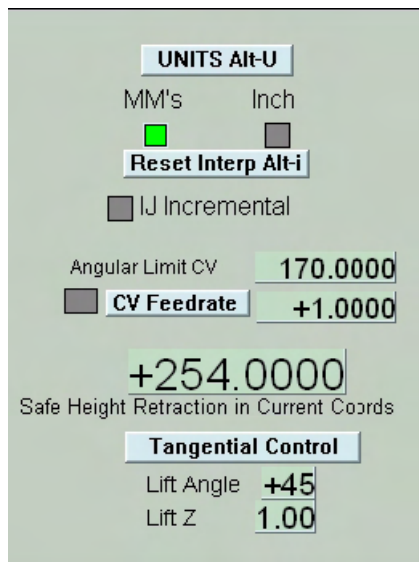 UNITS Alt-U
MM's Inch
Reset Interp Alt-i
IJ Incremental
Angular Limit CV 170.0000
CV Feedrate +1.0000
+254.0000
Safe Height Retraction in Current Coords
Tangential Control
Lift Angle +45
Lift Z 1.00